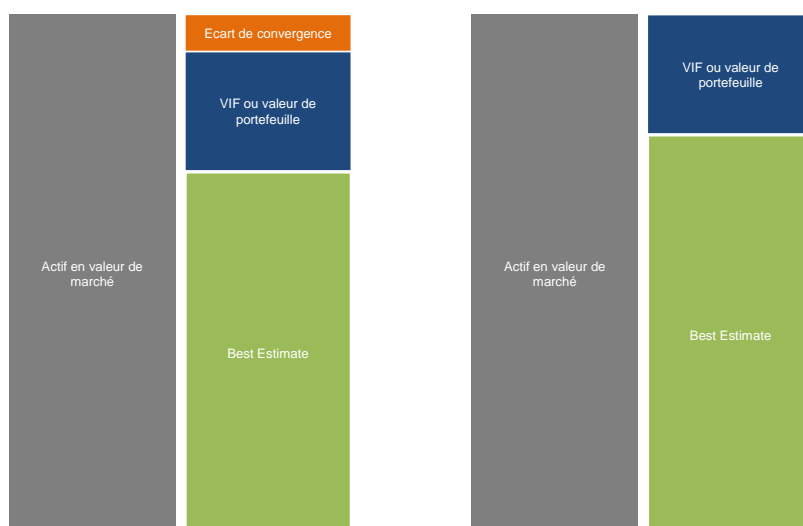 Ecart de convergence
VIF ou valeur de
portefeuille
Actif en valeur de
marché
Best Estimate
VIF ou valeur de
portefeuille
Actif en valeur de
marché
Best Estimate